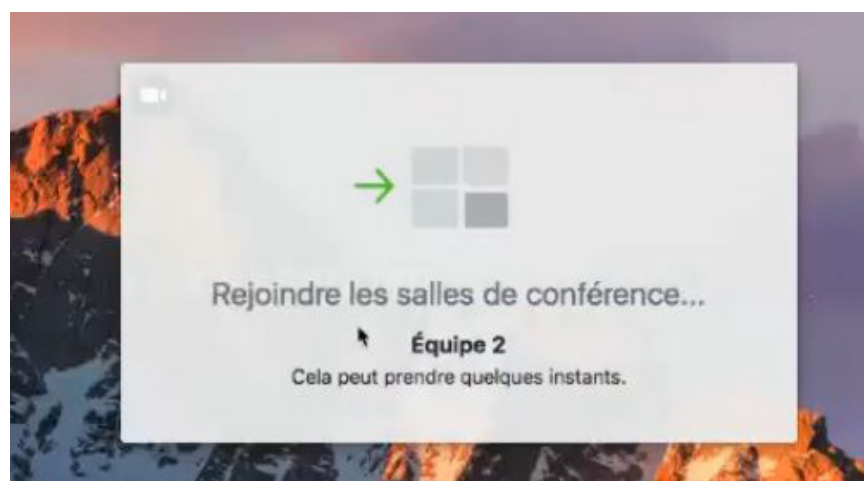 Rejoindre les salles de conférence...
Équipe 2
Cela peut prendre quelques instants.